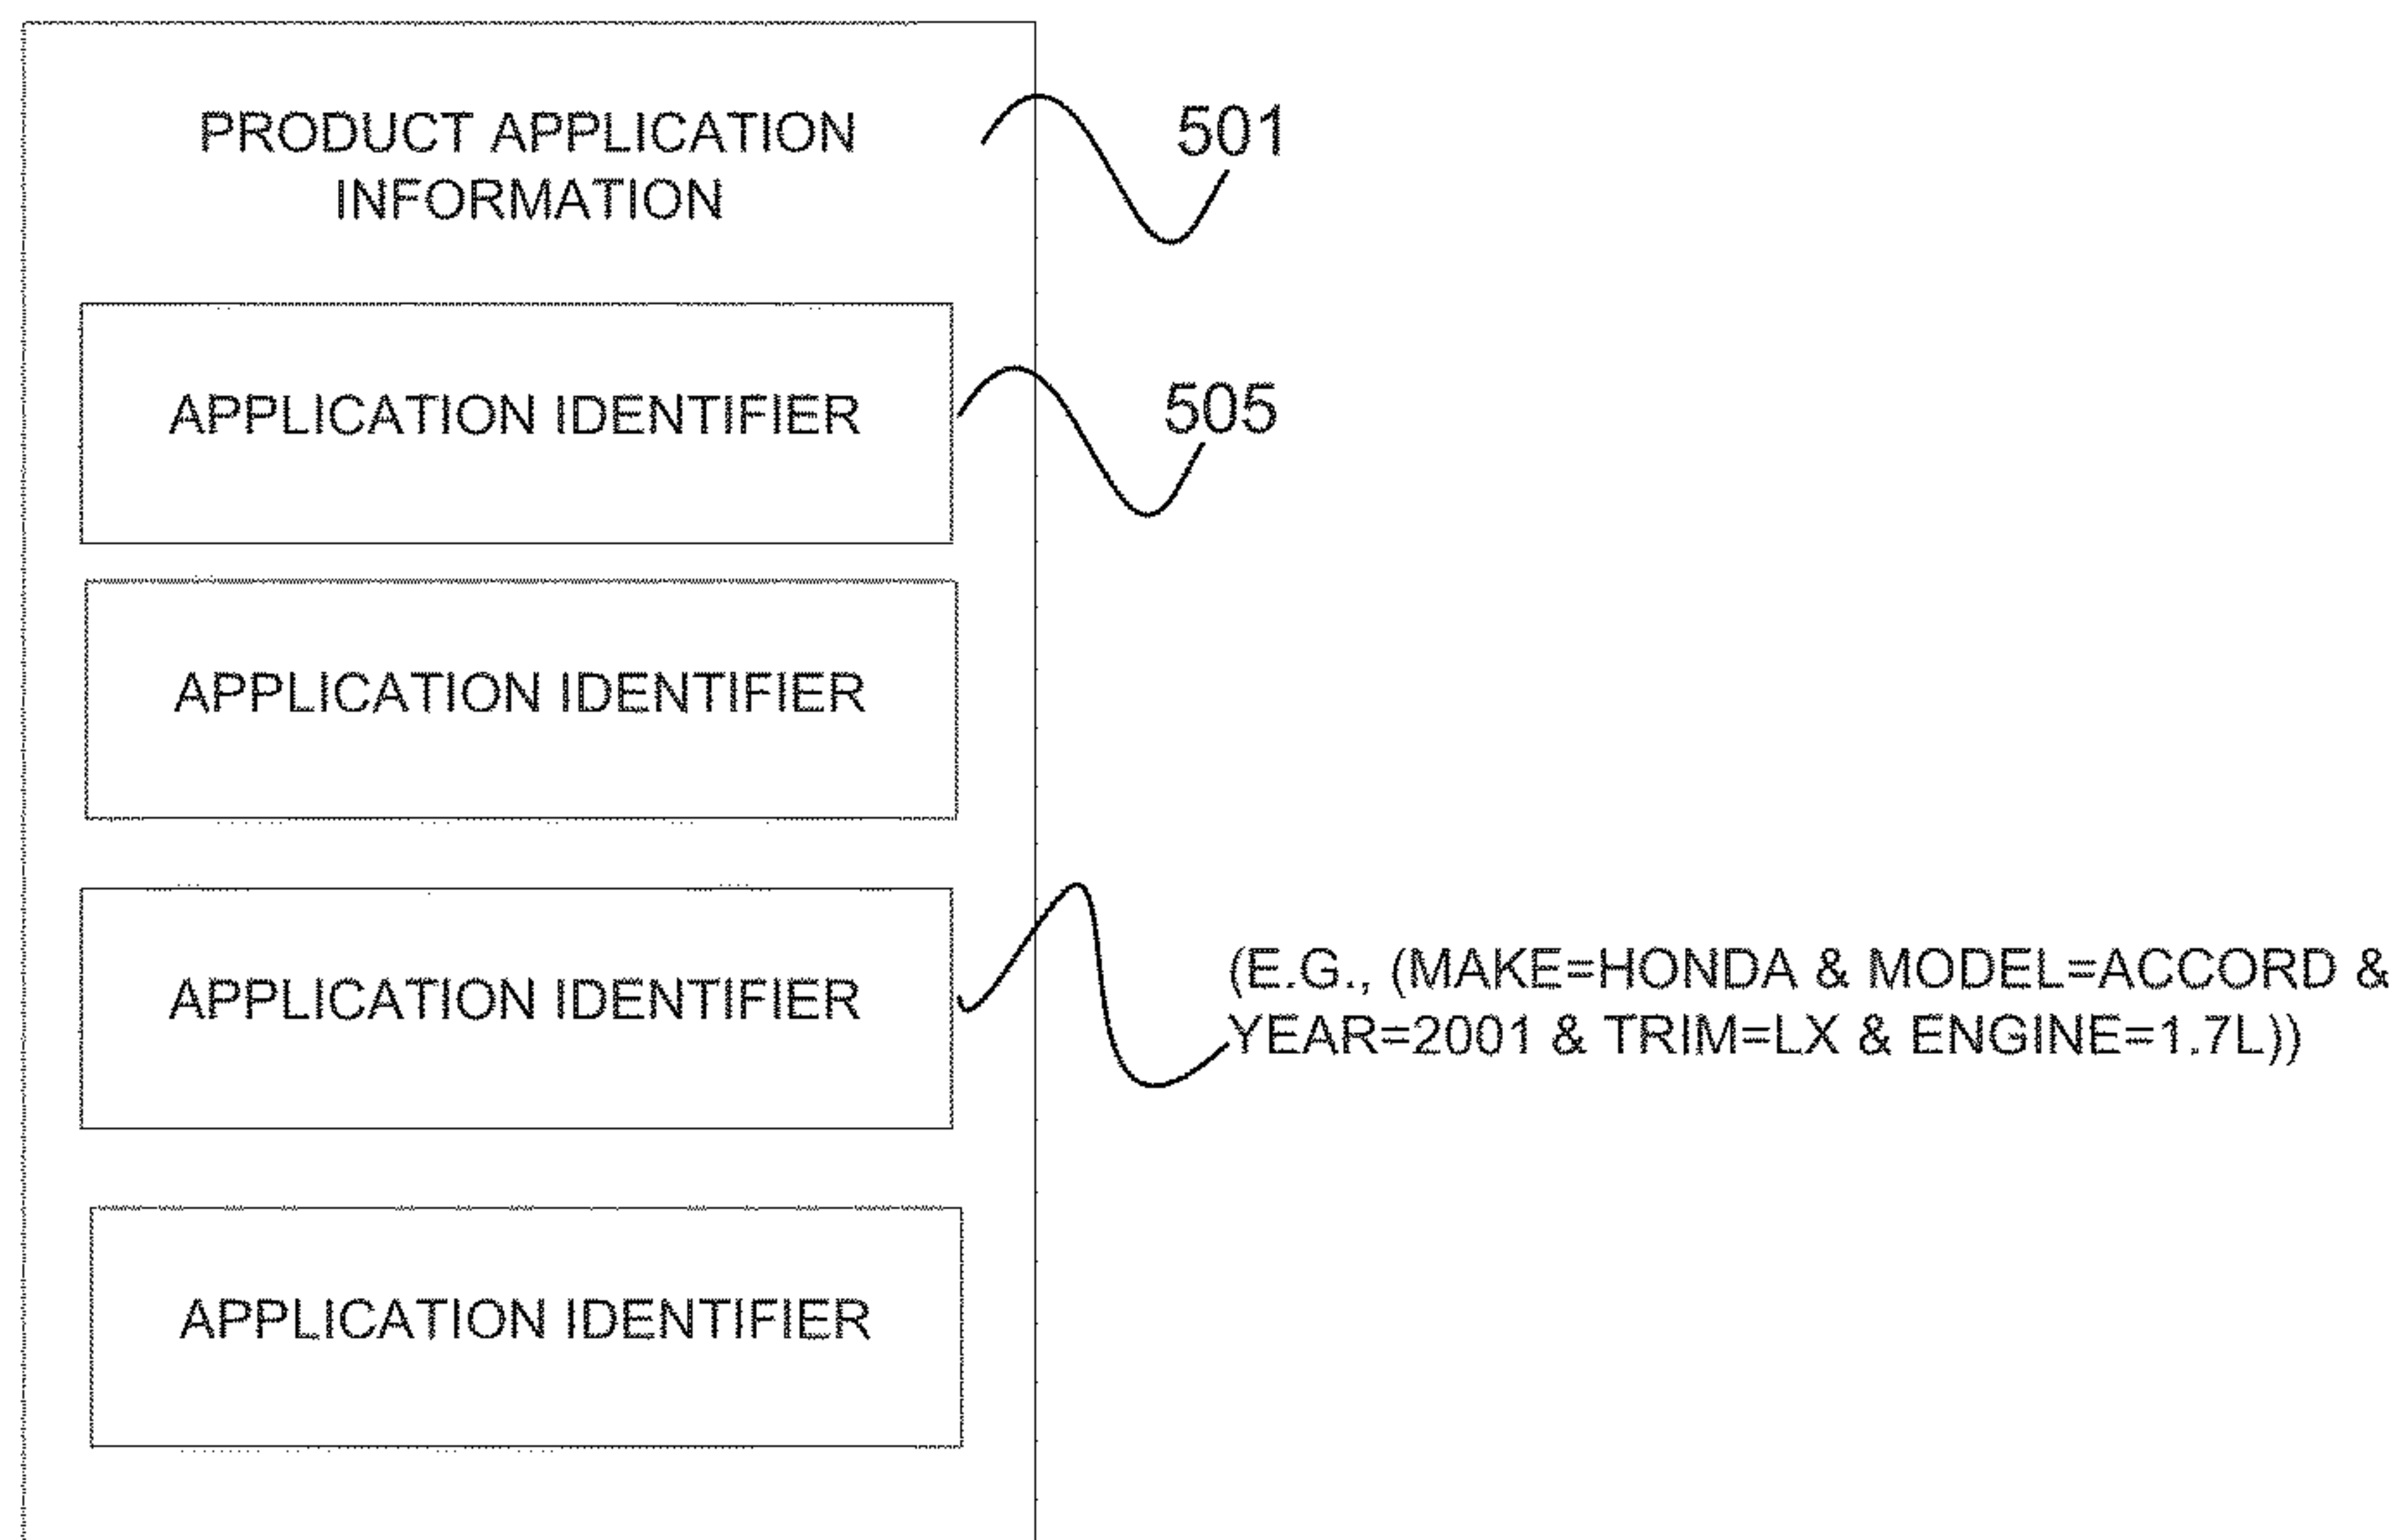 PRODUCT APPLICATION
INFORMATION
501
APPLICATION IDENTIFIER
505
APPLICATION IDENTIFIER
APPLICATION IDENTIFIER
(E.G., (MAKE=HONDA & MODEL=ACCORD &
YEAR=2001 & TRIM=LX & ENGINE=1.7L))
APPLICATION IDENTIFIER